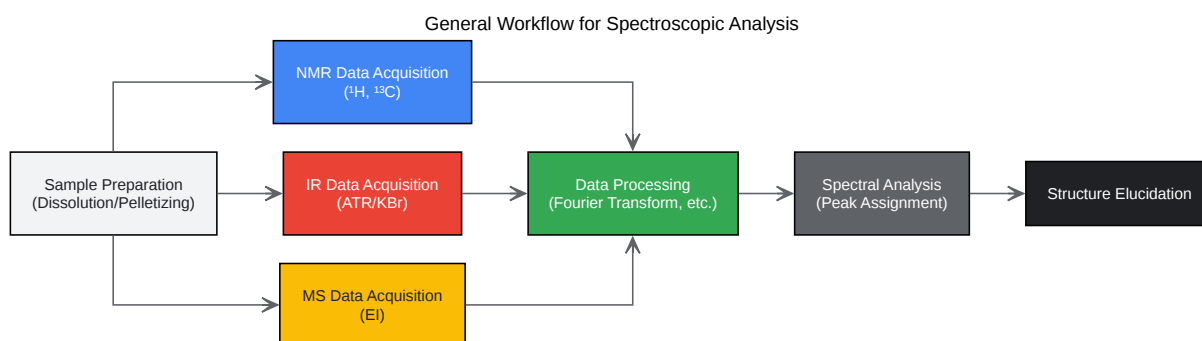 General Workflow for Spectroscopic Analysis
NMR Data Acquisition
(¹H, ¹³C)
Sample Preparation
(Dissolution/Pelletizing)
IR Data Acquisition
(ATR/KBr)
Data Processing
(Fourier Transform, etc.)
Spectral Analysis
(Peak Assignment)
Structure Elucidation
MS Data Acquisition
(EI)